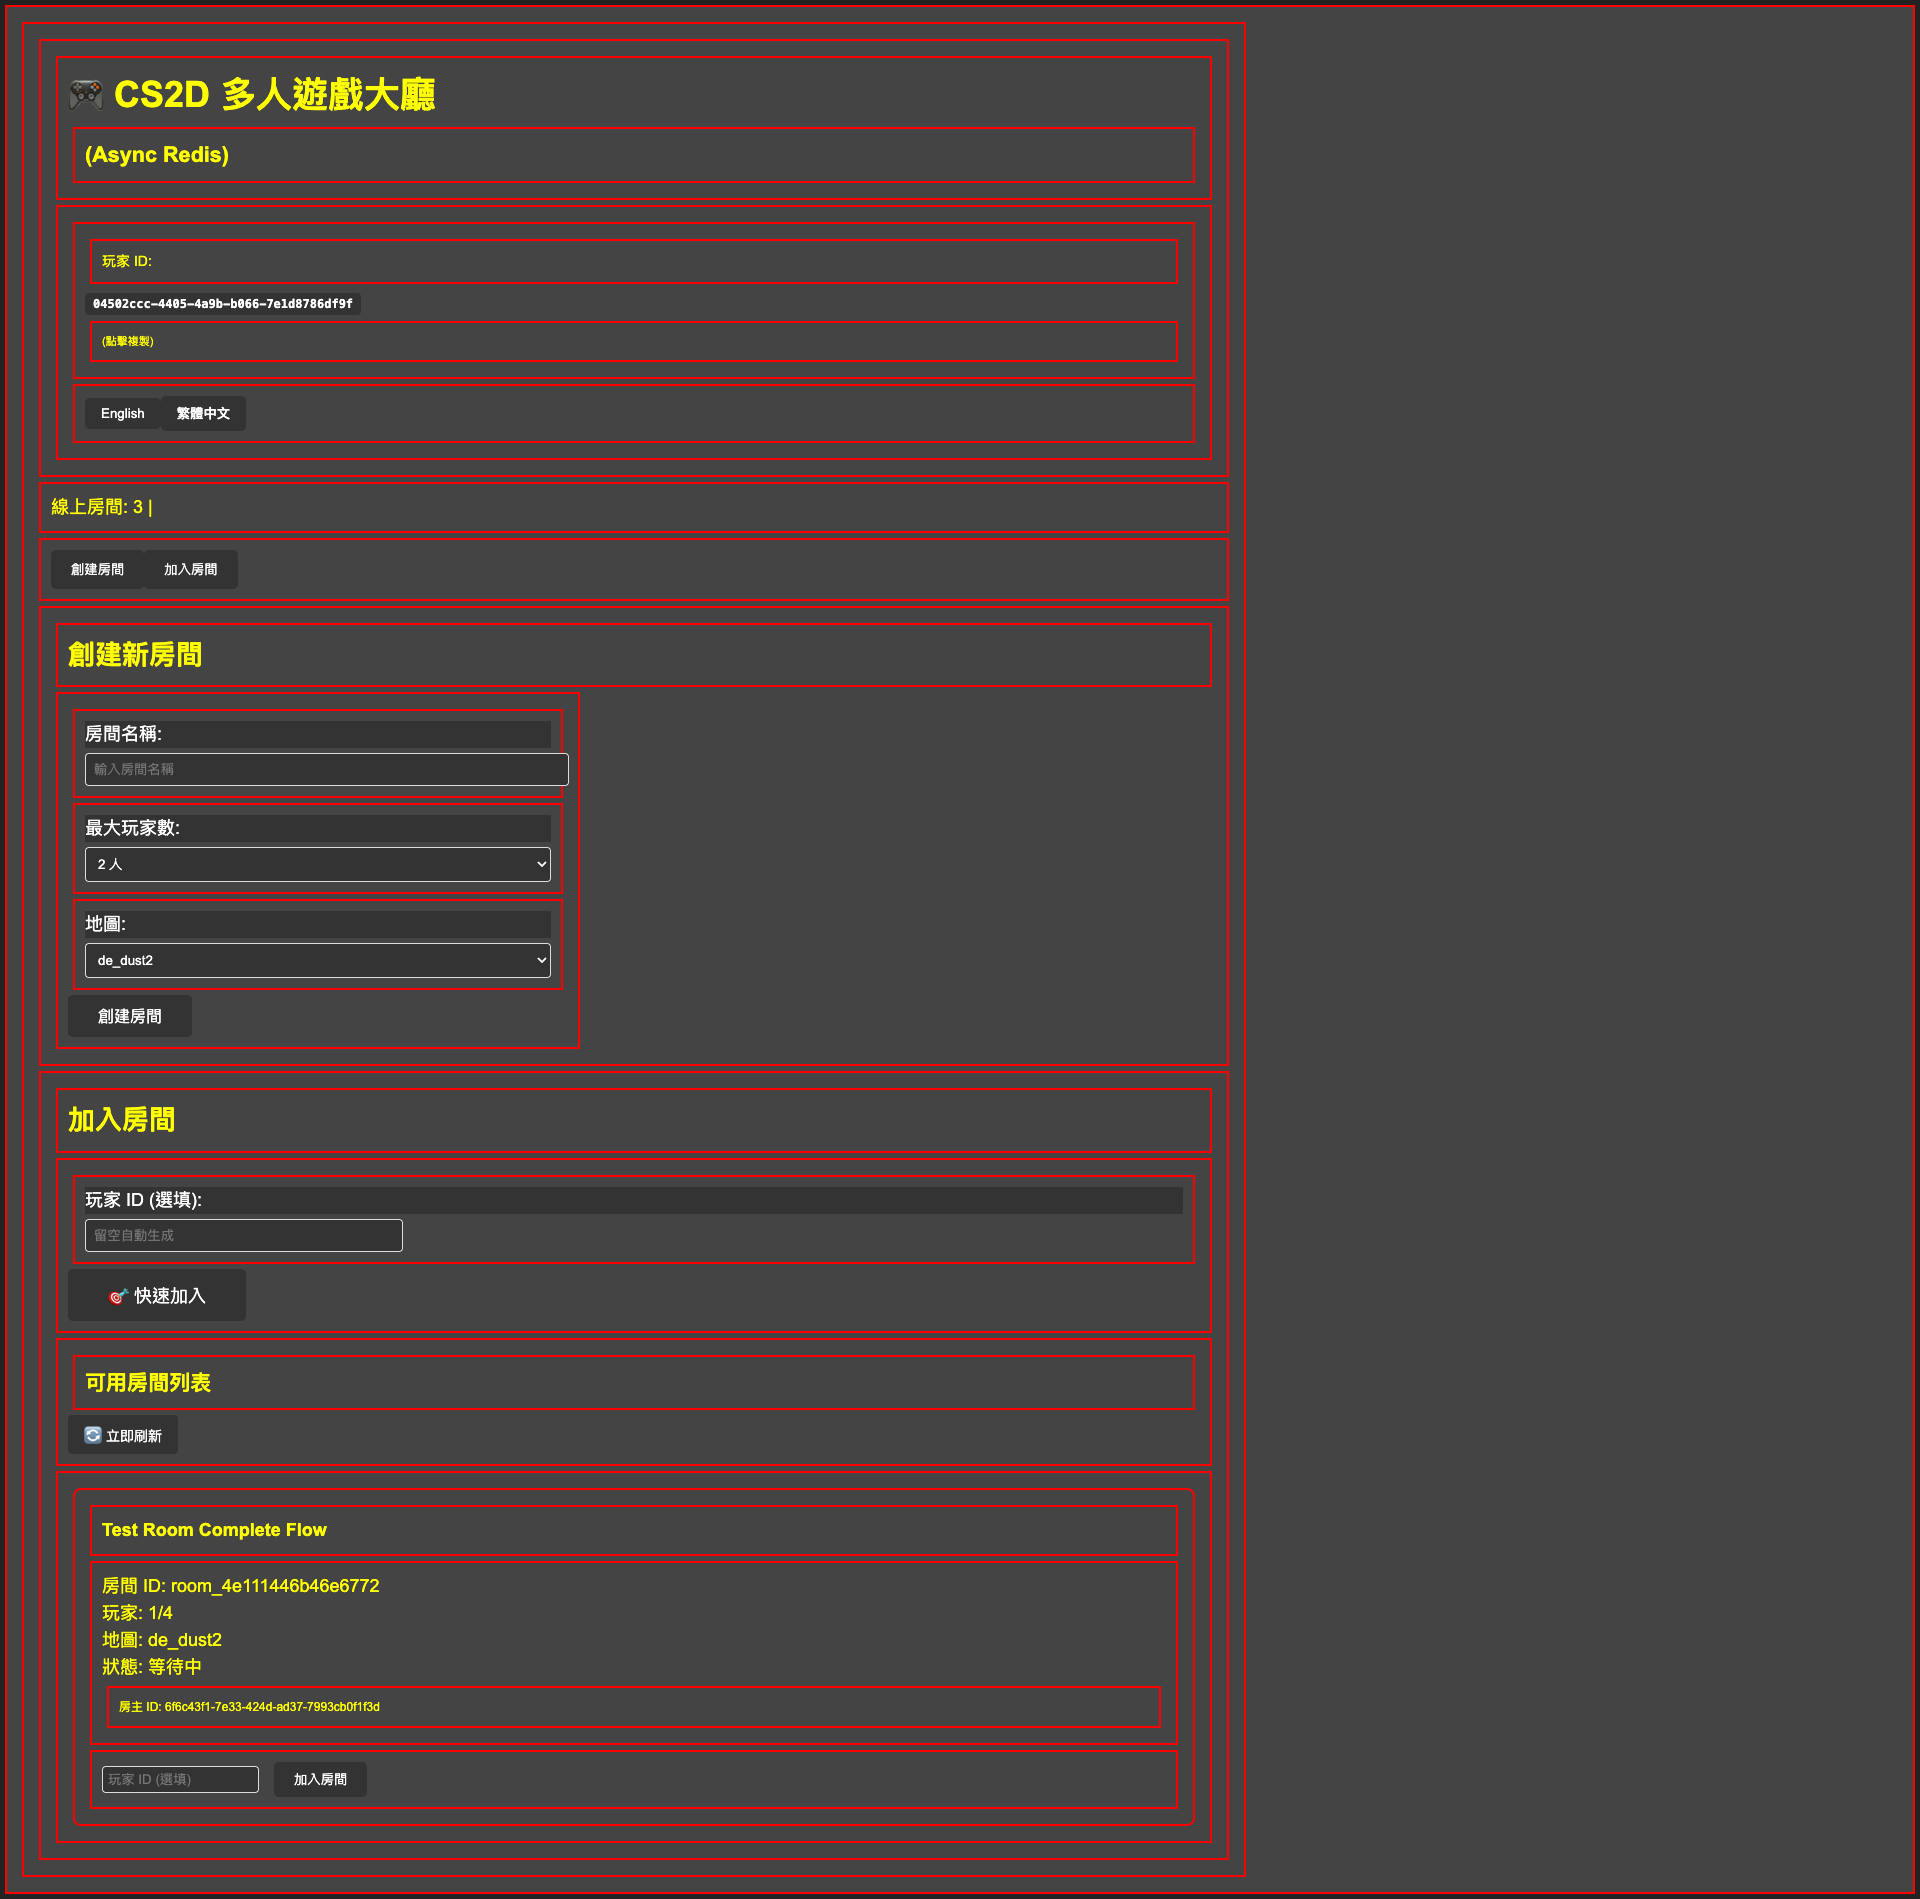 🎮 CS2D 多人遊戲大廳
(Async Redis)
玩家 ID:
04502ccc-4405-4a9b-b066-7e1d8786df9f
(點擊複製)
English 繁體中文
線上房間: 3 |
創建房間 加入房間
創建新房間
房間名稱:
輸入房間名稱
最大玩家數:
2 人
地圖:
de_dust2
創建房間
加入房間
玩家 ID (選填):
留空自動生成
🎯 快速加入
可用房間列表
🔄 立即刷新
Test Room Complete Flow
房間 ID: room_4e111446b46e6772
玩家: 1/4
地圖: de_dust2
狀態: 等待中
房主 ID: 6f6c43f1-7e33-424d-ad37-7993cb0f1f3d
玩家 ID (選填) 加入房間